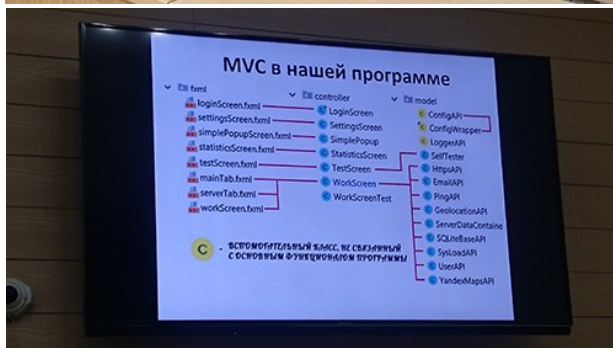 MVC в нашей программе
fxml
loginScreen.fxml
settingsScreen.fxml
simplePopupScreen.fxml
statisticsScreen.fxml
testScreen.fxml
mainTab.fxml
serverTab.fxml
workScreen.fxml
controller
LoginScreen
SettingsScreen
SimplePopup
StatisticsScreen
TestScreen
WorkScreen
WorkScreenTest
model
ConfigAPI
ConfigWrapper
LoggerAPI
SelfTester
HttpsAPI
EmailAPI
PingAPI
GeolocationAPI
ServerDataContaine
SQLiteBaseAPI
SysLoadAPI
UserAPI
YandexMapsAPI
C - ВСПОМОГАТЕЛЬНЫЙ КЛАСС, НЕ СВЯЗАННЫЙ
С ОСНОВНЫМ ФУНКЦИОНАЛОМ ПРОГРАММЫ